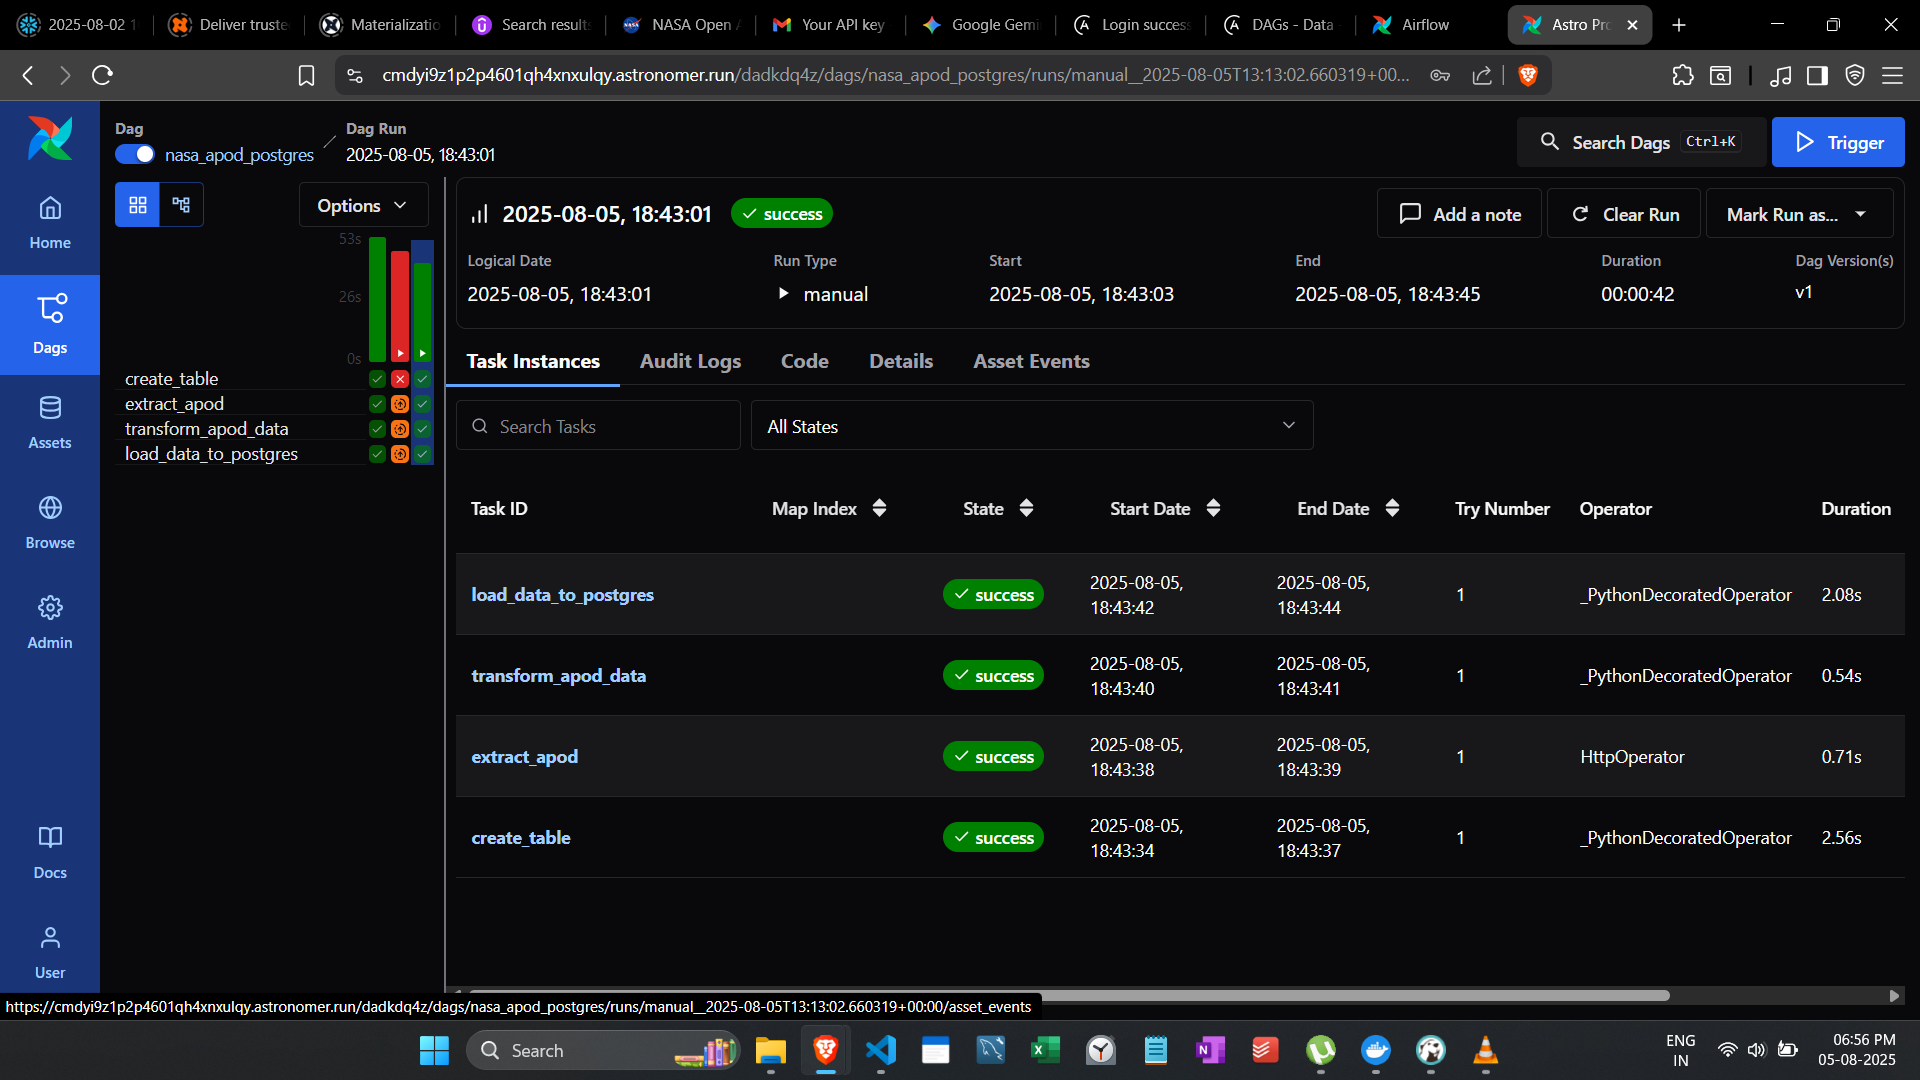 2025-08-02 1
Deliver truste
Materializatio
Search results
NASA Open A
Your API key
Google Gemi
Login success
DAGs - Data
Airflow
Astro Pro
cmdyi9z1p2p4601qh4xnxulqy.astronomer.run/dadkdq4z/dags/nasa_apod_postgres/runs/manual__2025-08-05T13:13:02.660319+00...
Dag
nasa_apod_postgres
Dag Run
2025-08-05, 18:43:01
Search Dags Ctrl+K
Trigger
Home
Dags
Assets
Browse
Admin
Docs
User
Options
53s
26s
0s
create_table
extract_apod
transform_apod_data
load_data_to_postgres
2025-08-05, 18:43:01 success
Add a note
Clear Run
Mark Run as...
Logical Date Run Type Start End Duration Dag Version(s)
2025-08-05, 18:43:01 manual 2025-08-05, 18:43:03 2025-08-05, 18:43:45 00:00:42 v1
Task Instances Audit Logs Code Details Asset Events
Search Tasks All States
Task ID Map Index State Start Date End Date Try Number Operator Duration
load_data_to_postgres success 2025-08-05, 18:43:42 2025-08-05, 18:43:44 1 _PythonDecoratedOperator 2.08s
transform_apod_data success 2025-08-05, 18:43:40 2025-08-05, 18:43:41 1 _PythonDecoratedOperator 0.54s
extract_apod success 2025-08-05, 18:43:38 2025-08-05, 18:43:39 1 HttpOperator 0.71s
create_table success 2025-08-05, 18:43:34 2025-08-05, 18:43:37 1 _PythonDecoratedOperator 2.56s
https://cmdyi9z1p2p4601qh4xnxulqy.astronomer.run/dadkdq4z/dags/nasa_apod_postgres/runs/manual__2025-08-05T13:13:02.660319+00:00/asset_events
Search
ENG
IN
06:56 PM
05-08-2025